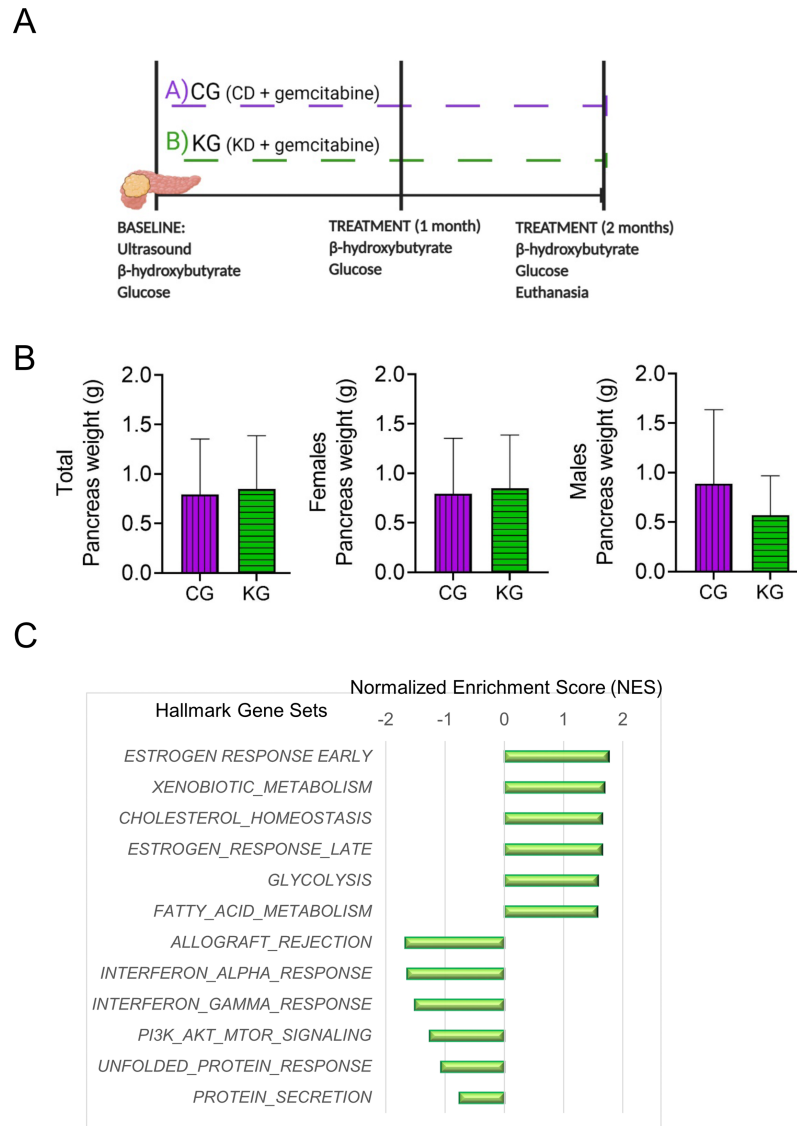 A
A) CG (CD + gemcitabine)
B) KG (KD + gemcitabine)
BASELINE:
Ultrasound
β-hydroxybutyrate
Glucose
TREATMENT (1 month)
β-hydroxybutyrate
Glucose
TREATMENT (2 months)
β-hydroxybutyrate
Glucose
Euthanasia
B
Total
Pancreas weight (g)
2.0
1.5
1.0
0.5
0.0
CG KG
Females
Pancreas weight (g)
2.0
1.5
1.0
0.5
0.0
CG KG
Males
Pancreas weight (g)
2.0
1.5
1.0
0.5
0.0
CG KG
C
Normalized Enrichment Score (NES)
Hallmark Gene Sets
-2 -1 0 1 2
ESTROGEN RESPONSE EARLY
XENOBIOTIC_METABOLISM
CHOLESTEROL_HOMEOSTASIS
ESTROGEN_RESPONSE_LATE
GLYCOLYSIS
FATTY_ACID_METABOLISM
ALLOGRAFT_REJECTION
INTERFERON_ALPHA_RESPONSE
INTERFERON_GAMMA_RESPONSE
PI3K_AKT_MTOR_SIGNALING
UNFOLDED_PROTEIN_RESPONSE
PROTEIN_SECRETION